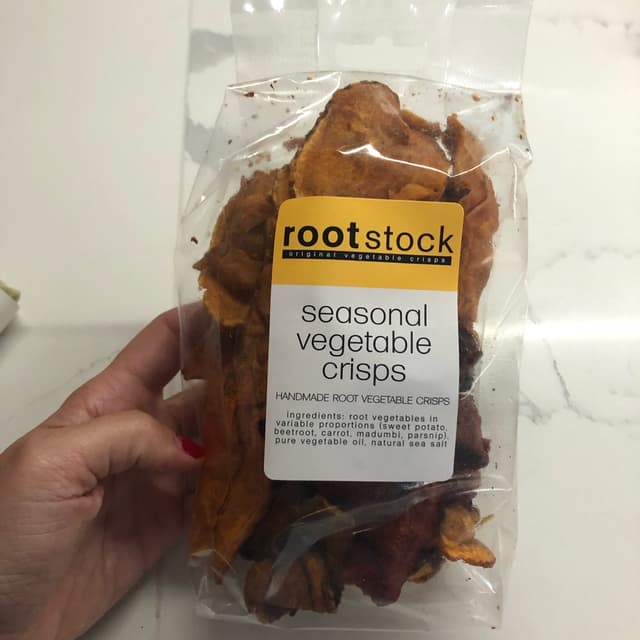 rootstock
original vegetable crisps
seasonal
vegetable
crisps
HANDMADE ROOT VEGETABLE CRISPS
ingredients: root vegetables in
variable proportions (sweet potato,
beetroot, carrot, madumbi, parsnip),
pure vegetable oil, natural sea salt